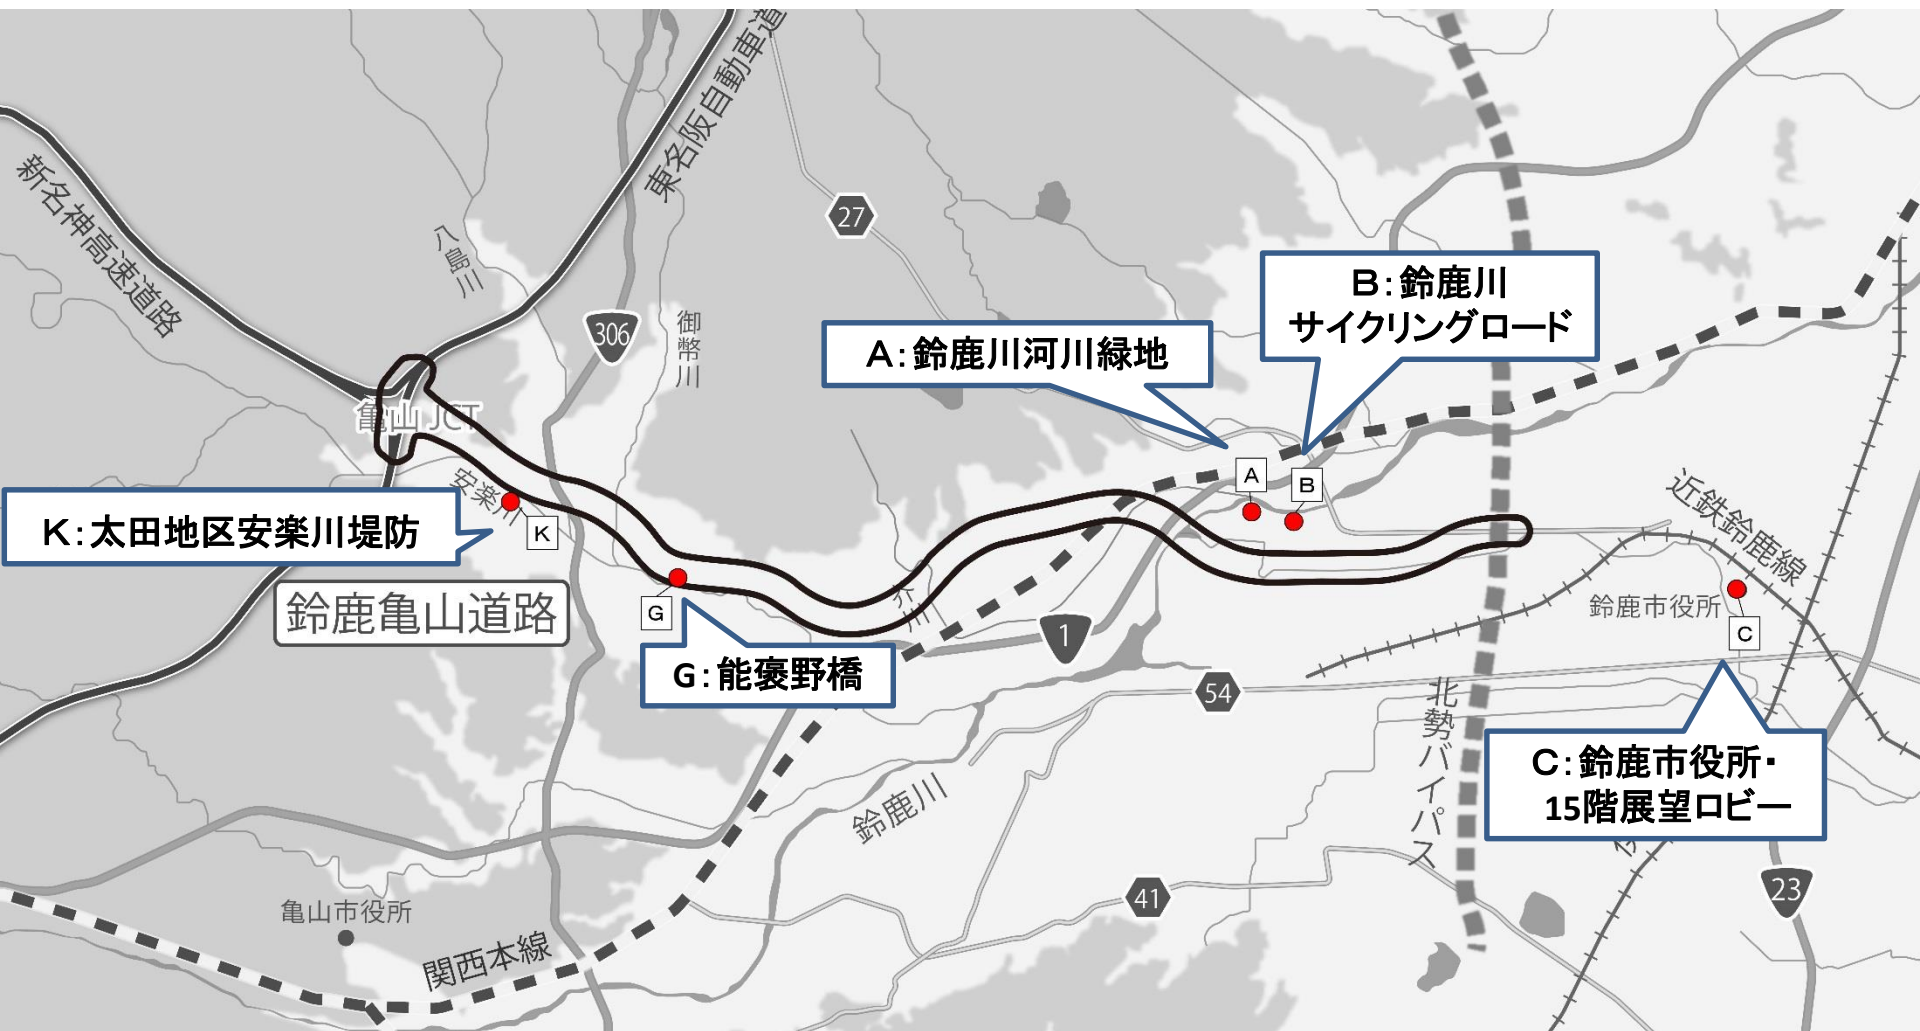 東名阪自動車道
新名神高速道路
八島川
27
306
御幣川
B：鈴鹿川
サイクリングロード
A：鈴鹿川河川緑地
亀山 JCT
A
B
安楽川
K：太田地区安楽川堤防
K
近鉄鈴鹿線
鈴鹿亀山道路
G
鈴鹿市役所
C
介川
1
G：能褒野橋
54
北勢バイパス
C：鈴鹿市役所・
15階展望ロビー
鈴鹿川
23
41
亀山市役所
関西本線